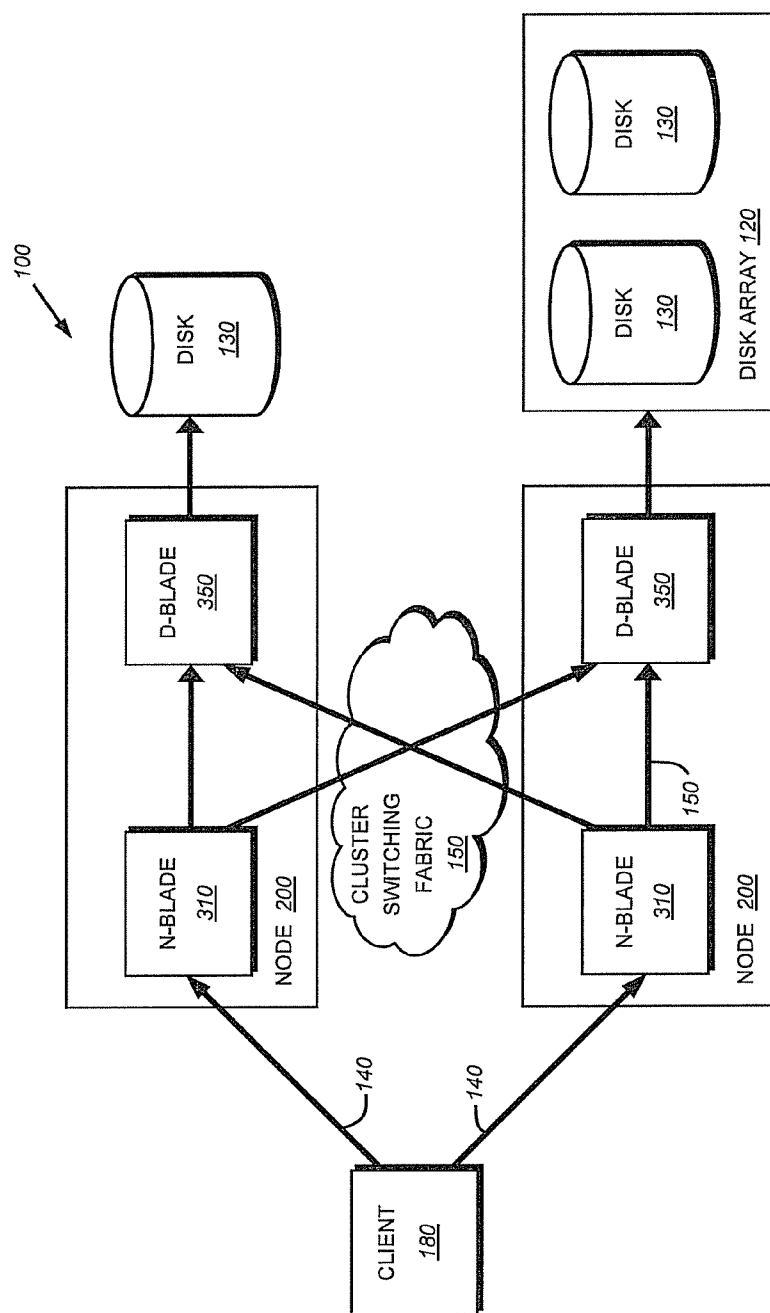 100
CLIENT
180
140
140
N-BLADE
310
D-BLADE
350
NODE 200
DISK
130
CLUSTER
SWITCHING
FABRIC
150
N-BLADE
310
150
D-BLADE
350
NODE 200
DISK
130
DISK
130
DISK ARRAY 120